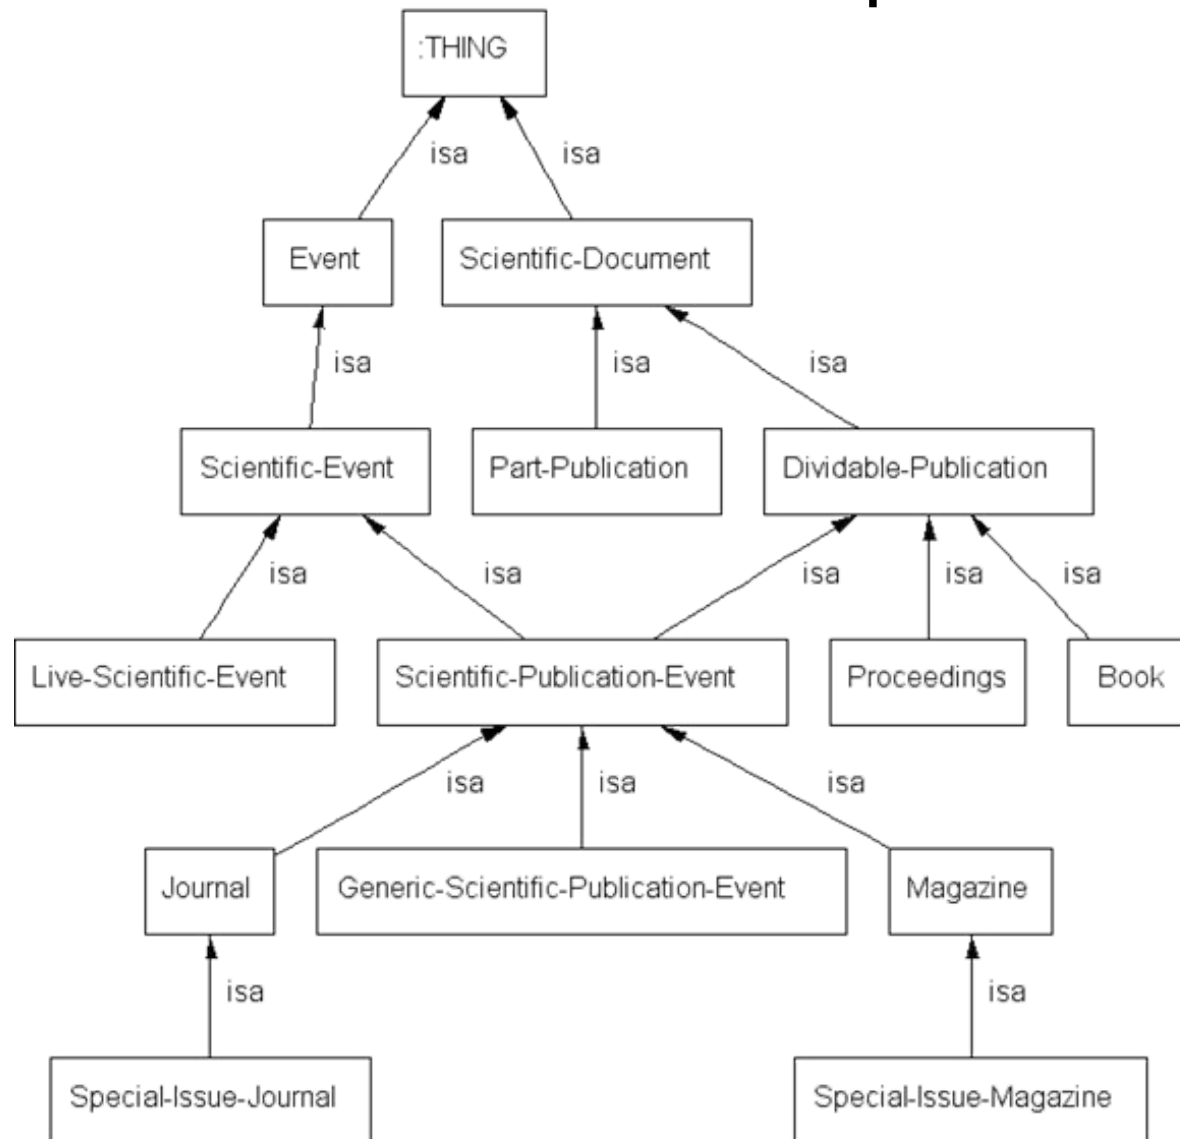 :THING
isa isa
Event Scientific-Document
isa isa isa
Scientific-Event Part-Publication Dividable-Publication
isa isa isa isa isa
Live-Scientific-Event Scientific-Publication-Event Proceedings Book
isa isa isa
Journal Generic-Scientific-Publication-Event Magazine
isa isa
Special-Issue-Journal Special-Issue-Magazine